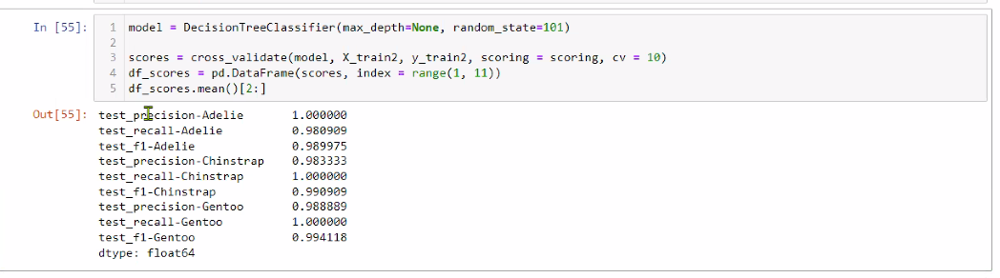 In [55]:
1 model = DecisionTreeClassifier(max_depth=None, random_state=101)
2
3 scores = cross_validate(model, X_train2, y_train2, scoring = scoring, cv = 10)
4 df_scores = pd.DataFrame(scores, index = range(1, 11))
5 df_scores.mean()[2:]
Out[55]:
test_precision-Adelie 1.000000
test_recall-Adelie 0.980909
test_f1-Adelie 0.989975
test_precision-Chinstrap 0.983333
test_recall-Chinstrap 1.000000
test_f1-Chinstrap 0.990909
test_precision-Gentoo 0.988889
test_recall-Gentoo 1.000000
test_f1-Gentoo 0.994118
dtype: float64